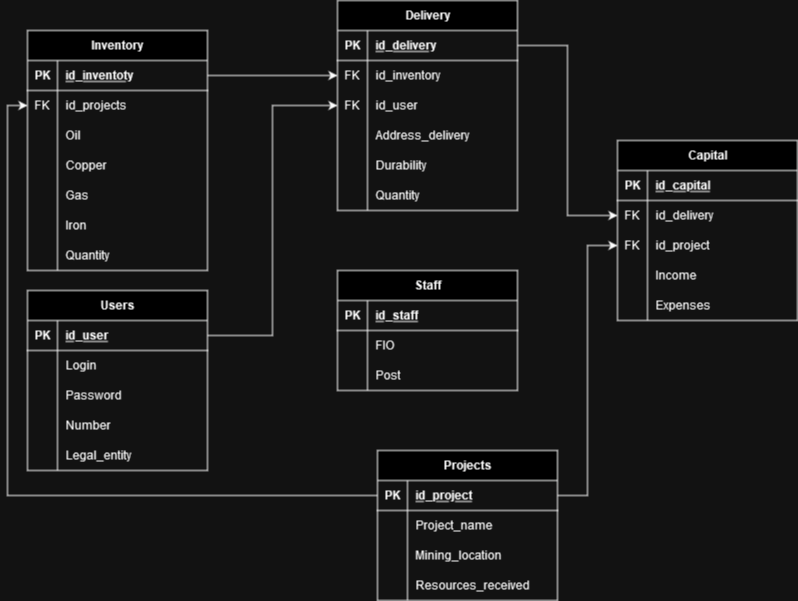 Inventory
PK id_inventoty
FK id_projects
Oil
Copper
Gas
Iron
Quantity
Users
PK id_user
Login
Password
Number
Legal_entity
Delivery
PK id_delivery
FK id_inventory
FK id_user
Address_delivery
Durability
Quantity
Staff
PK id_staff
FIO
Post
Projects
PK id_project
Project_name
Mining_location
Resources_received
Capital
PK id_capital
FK id_delivery
FK id_project
Income
Expenses